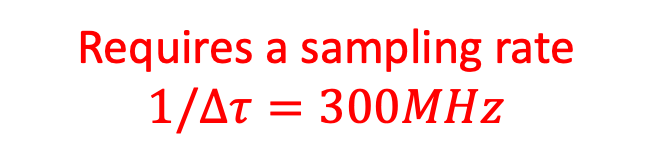 Requires a sampling rate
1/Δτ = 300MHz